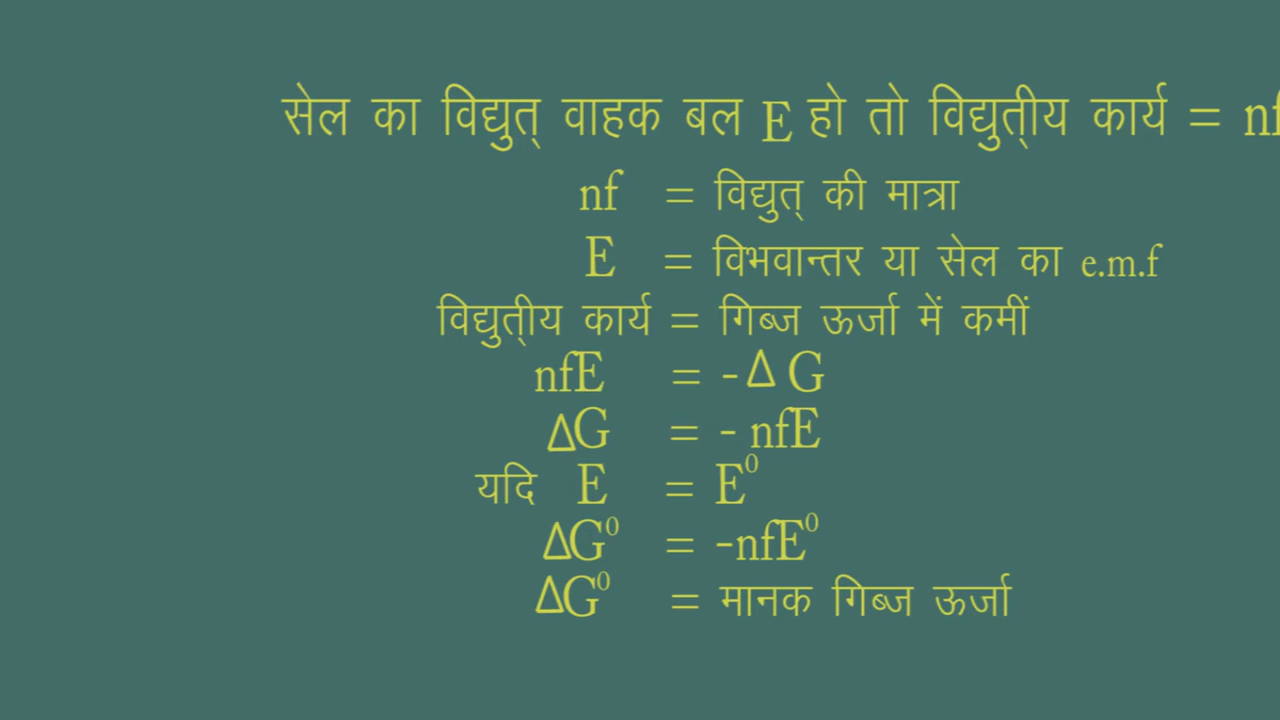 सेल का विद्युत् वाहक बल E हो तो विद्युत्ीय कार्य = nf
nf = विद्युत् की मात्रा
E = विभवान्तर या सेल का e.m.f
विद्युत्ीय कार्य = गिब्ज ऊर्जा में कमीं
nfE = - Δ G
ΔG = - nfE
यदि E = E⁰
ΔG⁰ = -nfE⁰
ΔG⁰ = मानक गिब्ज ऊर्जा